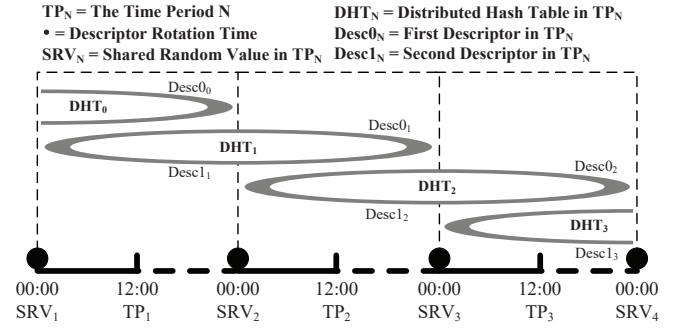 TP_N = The Time Period N
• = Descriptor Rotation Time
SRV_N = Shared Random Value in TP_N
DHT_N = Distributed Hash Table in TP_N
Desc0_N = First Descriptor in TP_N
Desc1_N = Second Descriptor in TP_N
Desc0_0
DHT_0
Desc0_1
DHT_1
Desc1_1
Desc0_2
DHT_2
Desc1_2
DHT_3
Desc1_3
00:00 12:00 00:00 12:00 00:00 12:00 00:00
SRV_1 TP_1 SRV_2 TP_2 SRV_3 TP_3 SRV_4